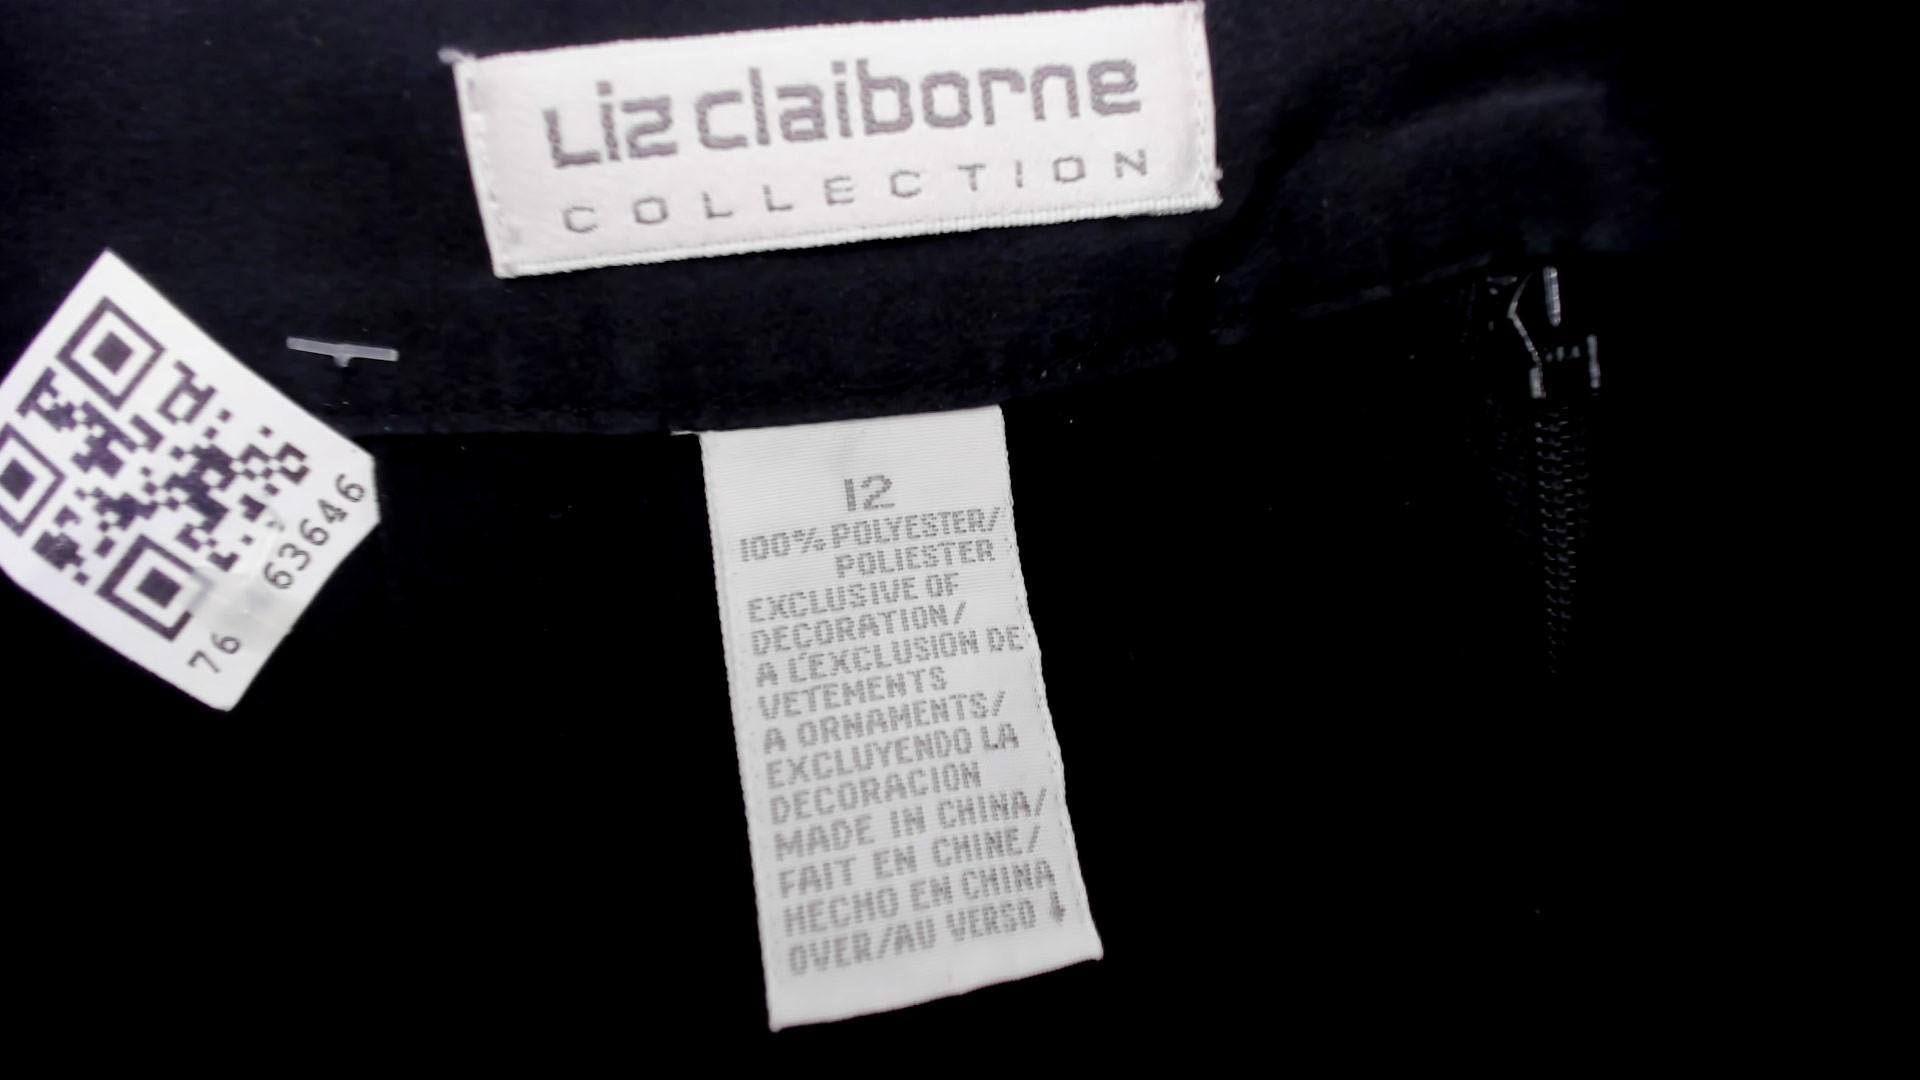 Liz claiborne
COLLECTION
76 63646
12
100% POLYESTER/
POLIESTER
EXCLUSIVE OF
DECORATION/
A L'EXCLUSION DE
VETEMENTS
A ORNAMENTS/
EXCLUYENDO LA
DECORACION
MADE IN CHINA/
FAIT EN CHINE/
HECHO EN CHINA
OVER/AU VERSO